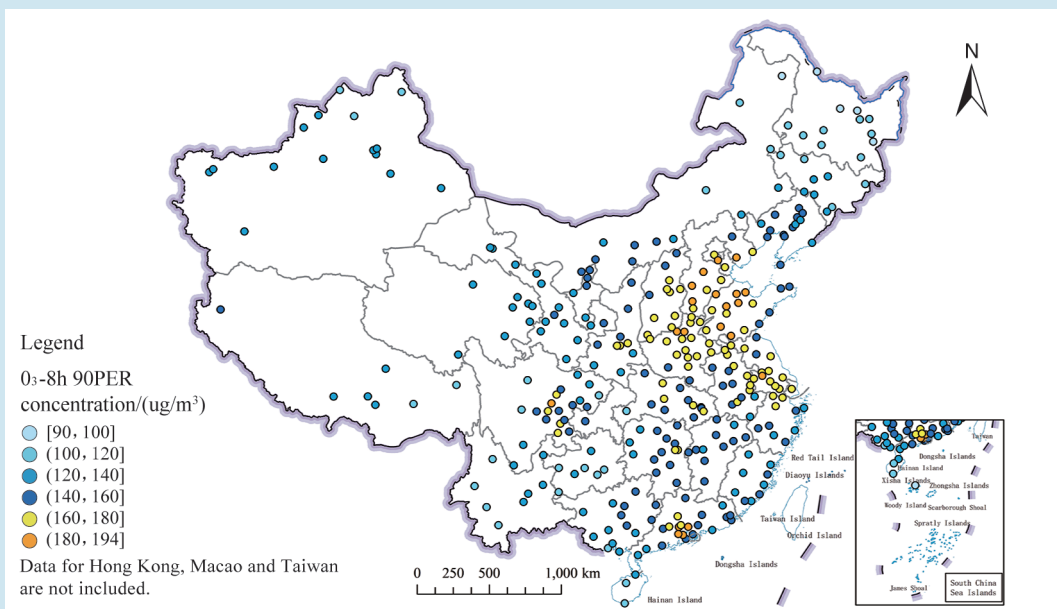 N
Legend
0₃-8h 90PER
concentration/(ug/m³)
[90, 100]
(100, 120]
(120, 140]
(140, 160]
(160, 180]
(180, 194]
Data for Hong Kong, Macao and Taiwan
are not included.
0 250 500 1,000 km
Red Tail Island
Diaoyu Islands
Taiwan Island
Orchid Island
Dongsha Islands
Hainan Island
Taiwan
Dongsha Islands
Hainan Island
Xisha Islands
Zhongsha Islands
Woody Island
Scarborough Shoal
Spratly Islands
James Shoal
South China
Sea Islands